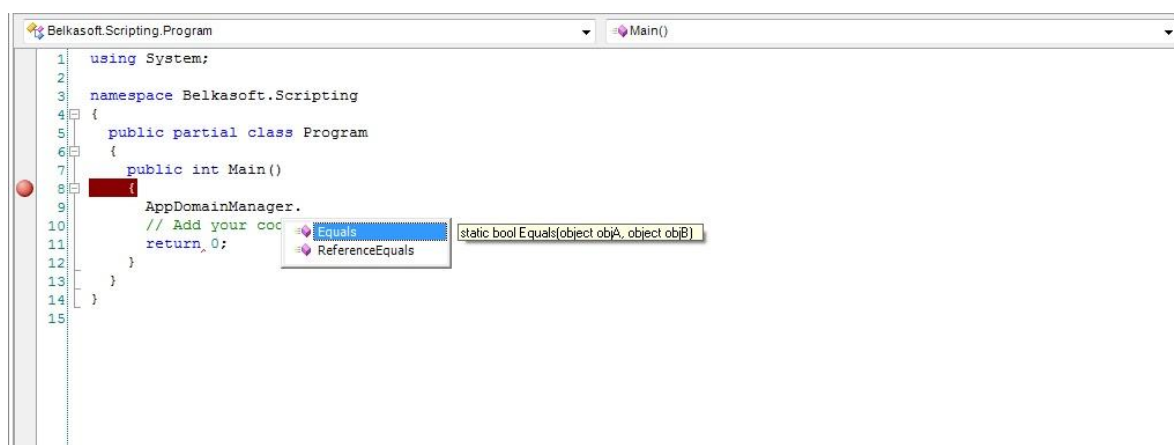 Belkasoft.Scripting.Program
Main()
1 using System;
2
3 namespace Belkasoft.Scripting
4 {
5 public partial class Program
6 {
7 public int Main()
8 {
9 AppDomainManager.
10 // Add your coo
11 return 0;
12 }
13 }
14 }
15
Equals
ReferenceEquals
static bool Equals(object objA, object objB)